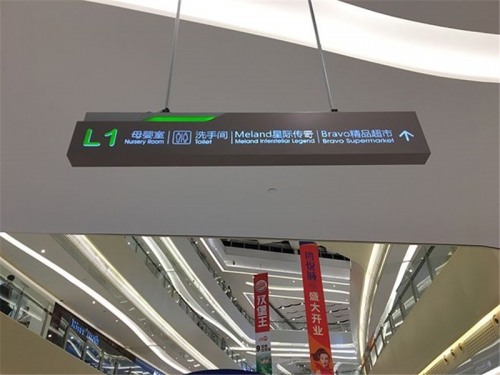 L1 母婴室 洗手间 Meland星际传奇 Bravo精品超市
Nursery Room Toilet Meland Interstellar Legend Bravo Supermarket
汉堡王
盛大开业